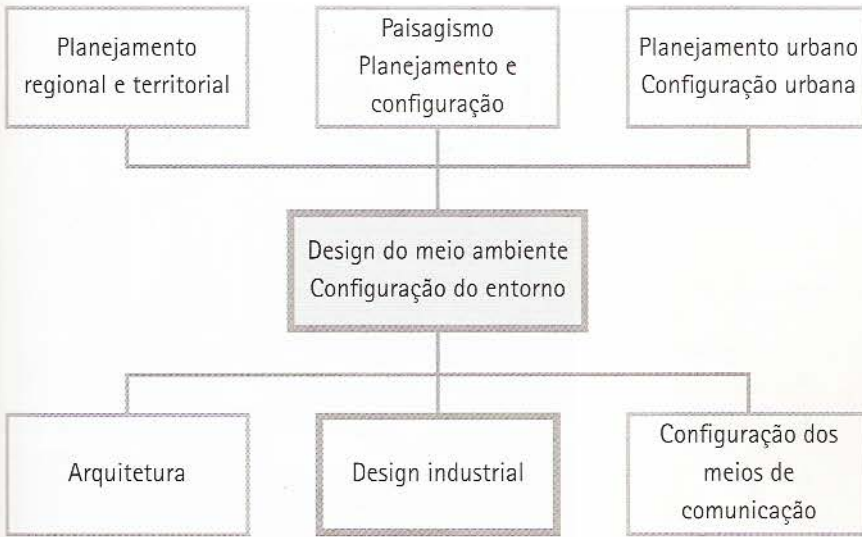 Planejamento
regional e territorial
Paisagismo
Planejamento e
configuração
Planejamento urbano
Configuração urbana
Design do meio ambiente
Configuração do entorno
Arquitetura
Design industrial
Configuração dos
meios de
comunicação